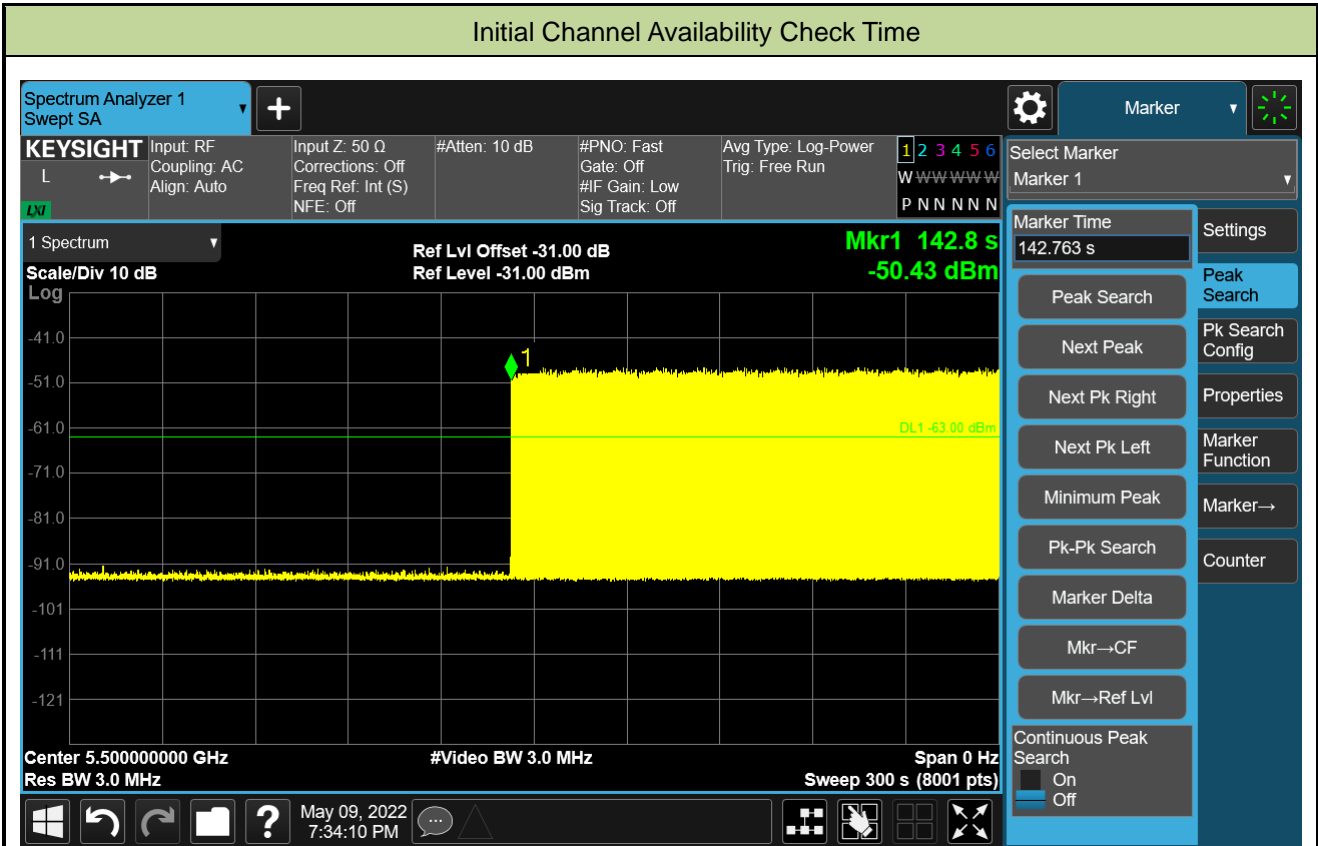 Initial Channel Availability Check Time
Spectrum Analyzer 1
Swept SA
+
Marker
KEYSIGHT
L
LXI
Input: RF
Coupling: AC
Align: Auto
Input Z: 50 Ω
Corrections: Off
Freq Ref: Int (S)
NFE: Off
#Atten: 10 dB
#PNO: Fast
Gate: Off
#IF Gain: Low
Sig Track: Off
Avg Type: Log-Power
Trig: Free Run
1 2 3 4 5 6
W W W W W W
P N N N N N
Select Marker
Marker 1
1 Spectrum
Scale/Div 10 dB
Ref Lvl Offset -31.00 dB
Ref Level -31.00 dBm
Mkr1 142.8 s
-50.43 dBm
Log
-41.0
-51.0
-61.0
-71.0
-81.0
-91.0
-101
-111
-121
1
DL1 -63.00 dBm
Center 5.500000000 GHz
Res BW 3.0 MHz
#Video BW 3.0 MHz
Span 0 Hz
Sweep 300 s (8001 pts)
Marker Time
142.763 s
Peak Search
Next Peak
Next Pk Right
Next Pk Left
Minimum Peak
Pk-Pk Search
Marker Delta
Mkr→CF
Mkr→Ref Lvl
Continuous Peak
Search
On
Off
Settings
Peak
Search
Pk Search
Config
Properties
Marker
Function
Marker→
Counter
?
May 09, 2022
7:34:10 PM